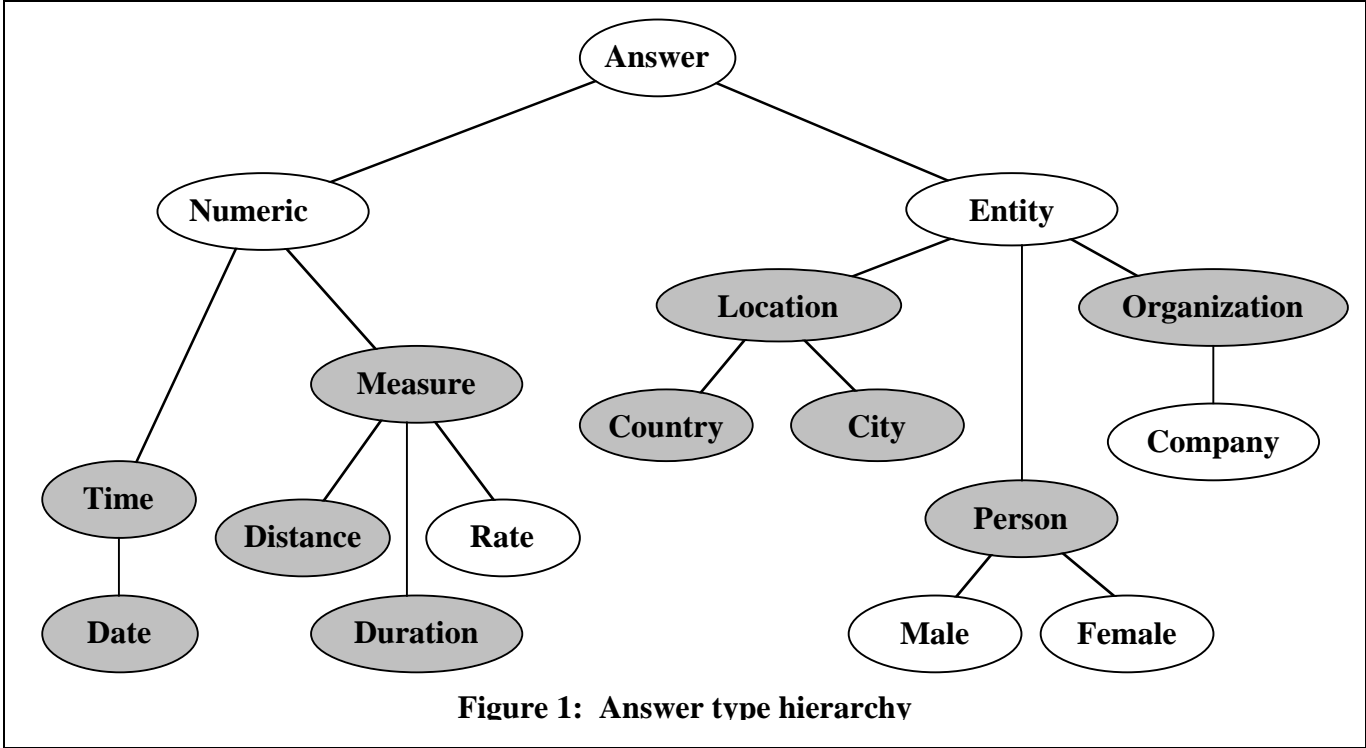 Answer
Numeric
Entity
Location
Organization
Measure
Country
City
Company
Time
Distance
Rate
Person
Date
Duration
Male
Female
Figure 1: Answer type hierarchy